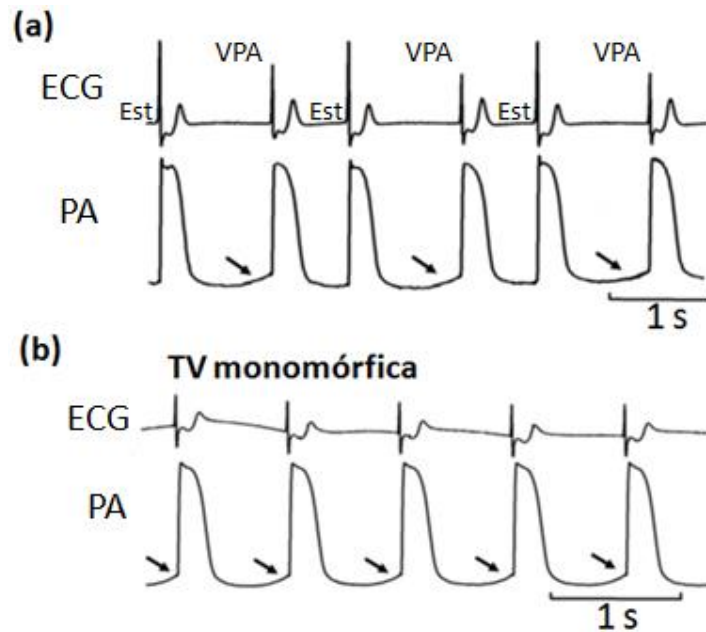 (a)
VPA VPA VPA
ECG
Est Est Est
PA
1 s
(b)
TV monomórfica
ECG
PA
1 s